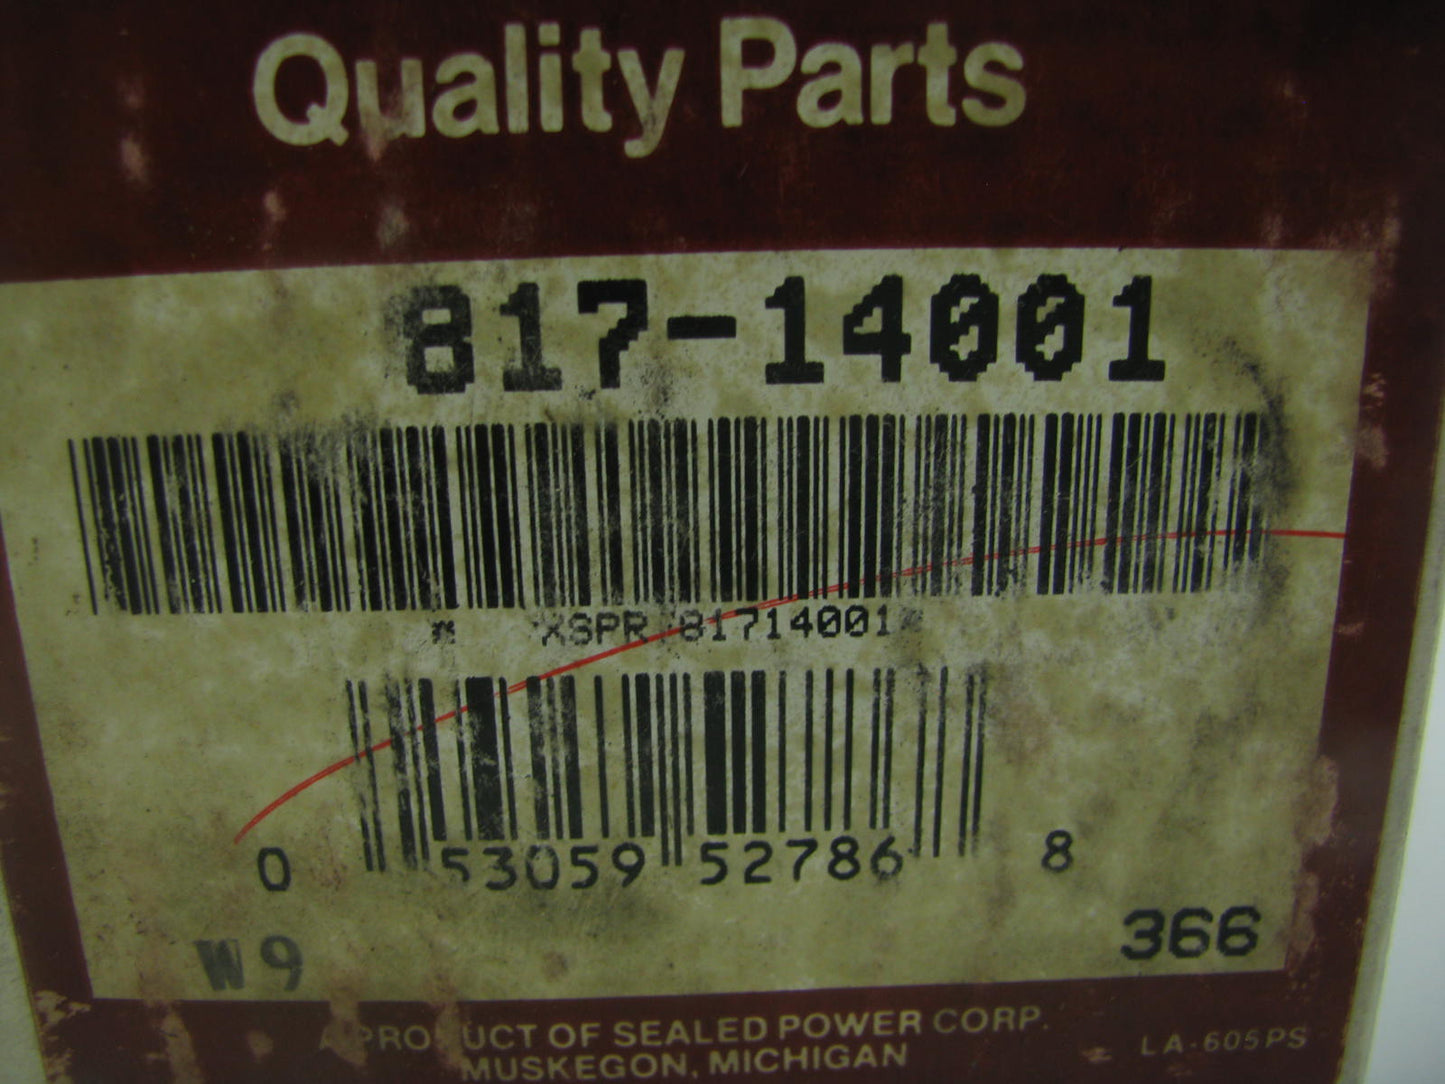 Quality Parts
817-14001
* XSPR/81714001*
0 53059 52786 8
W9
366
A PRODUCT OF SEALED POWER CORP.
MUSKEGON, MICHIGAN
LA-605PS